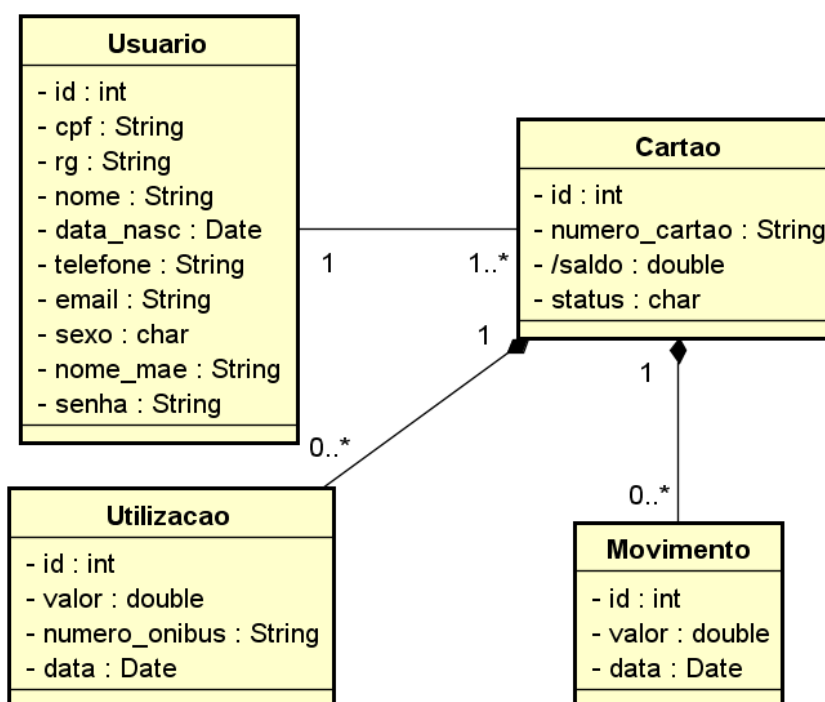 Usuario
- id : int
- cpf : String
- rg : String
- nome : String
- data_nasc : Date
- telefone : String
- email : String
- sexo : char
- nome_mae : String
- senha : String
1
1..*
Cartao
- id : int
- numero_cartao : String
- /saldo : double
- status : char
1
0..*
1
0..*
Utilizacao
- id : int
- valor : double
- numero_onibus : String
- data : Date
Movimento
- id : int
- valor : double
- data : Date